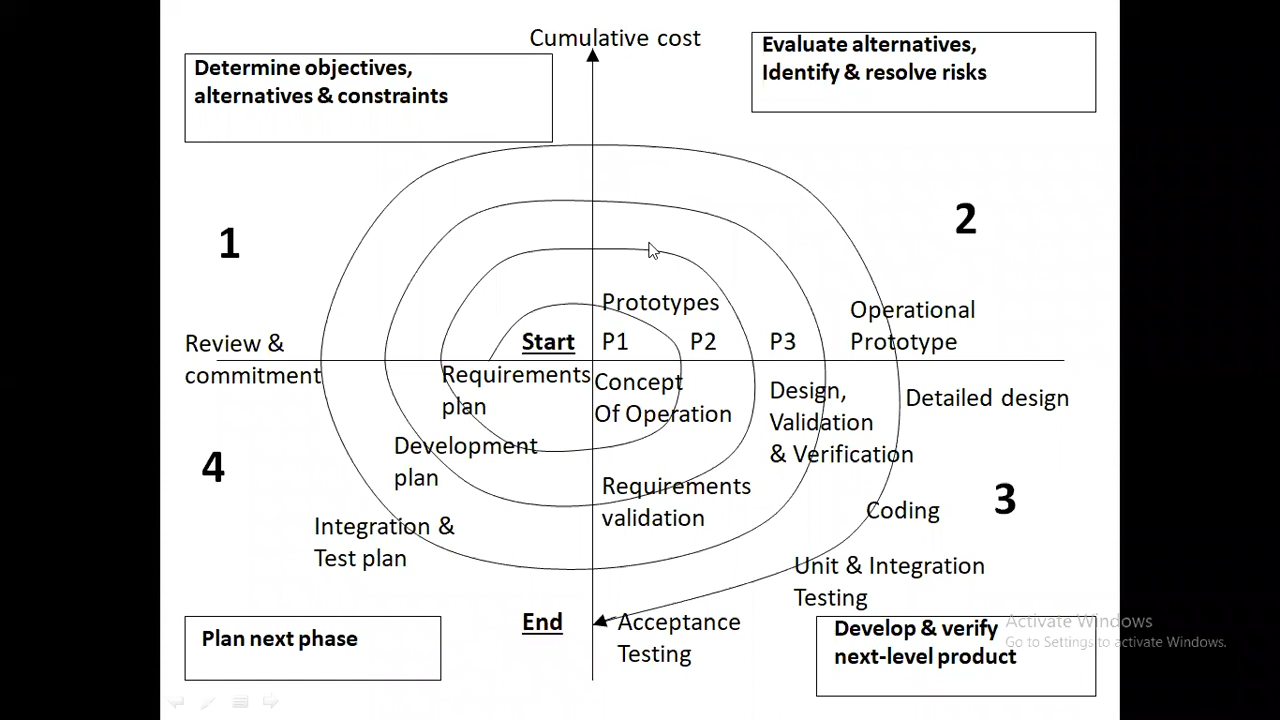 Cumulative cost
Determine objectives,
alternatives & constraints
Evaluate alternatives,
Identify & resolve risks
1
2
Prototypes
Operational
Prototype
Start
P1
P2
P3
Review &
commitment
Requirements
plan
Concept
Of Operation
Design,
Validation
& Verification
Detailed design
Development
plan
4
Requirements
validation
3
Coding
Integration &
Test plan
Unit & Integration
Testing
End
Acceptance
Testing
Plan next phase
Develop & verify
next-level product
Activate Windows
Go to Settings to activate Windows.